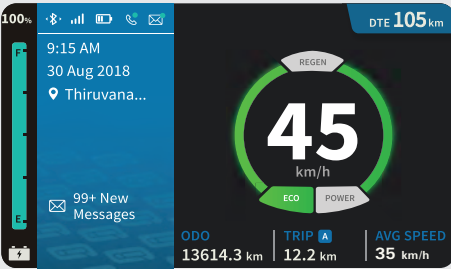 100%
DTE 105 km
9:15 AM
30 Aug 2018
Thiruvana...
F
REGEN
45
km/h
ECO
POWER
99+ New
Messages
E
ODO
13614.3 km
TRIP A
12.2 km
AVG SPEED
35 km/h